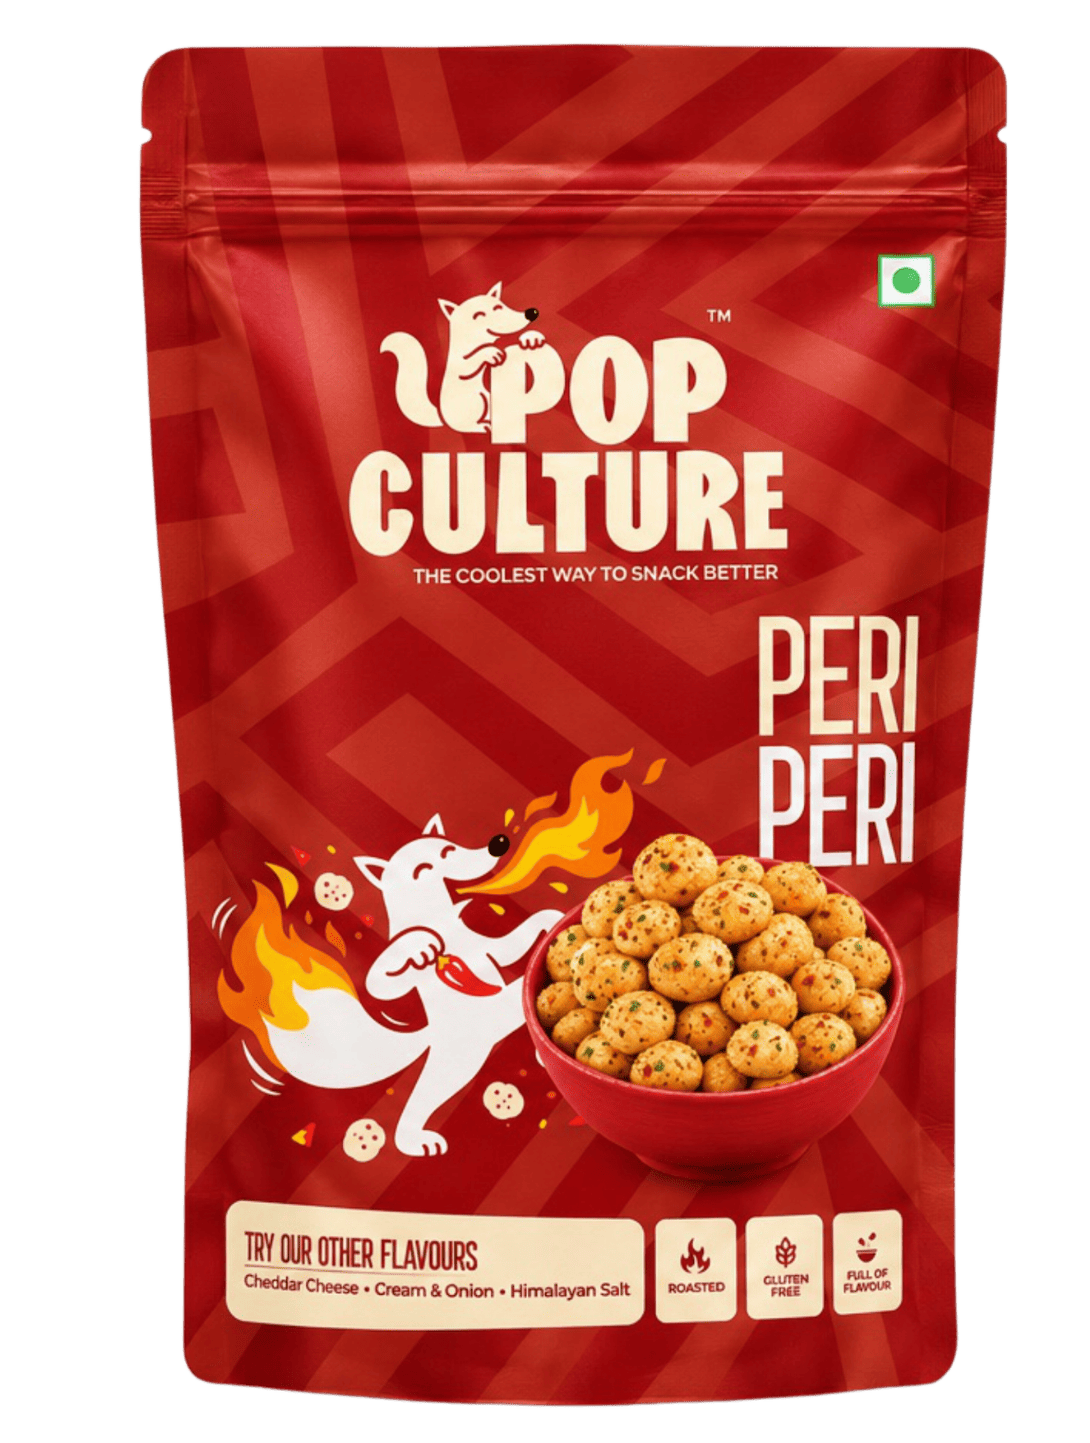 TM
POP
CULTURE
THE COOLEST WAY TO SNACK BETTER
PERI
PERI
TRY OUR OTHER FLAVOURS
Cheddar Cheese • Cream & Onion • Himalayan Salt
ROASTED
GLUTEN
FREE
FULL OF
FLAVOUR